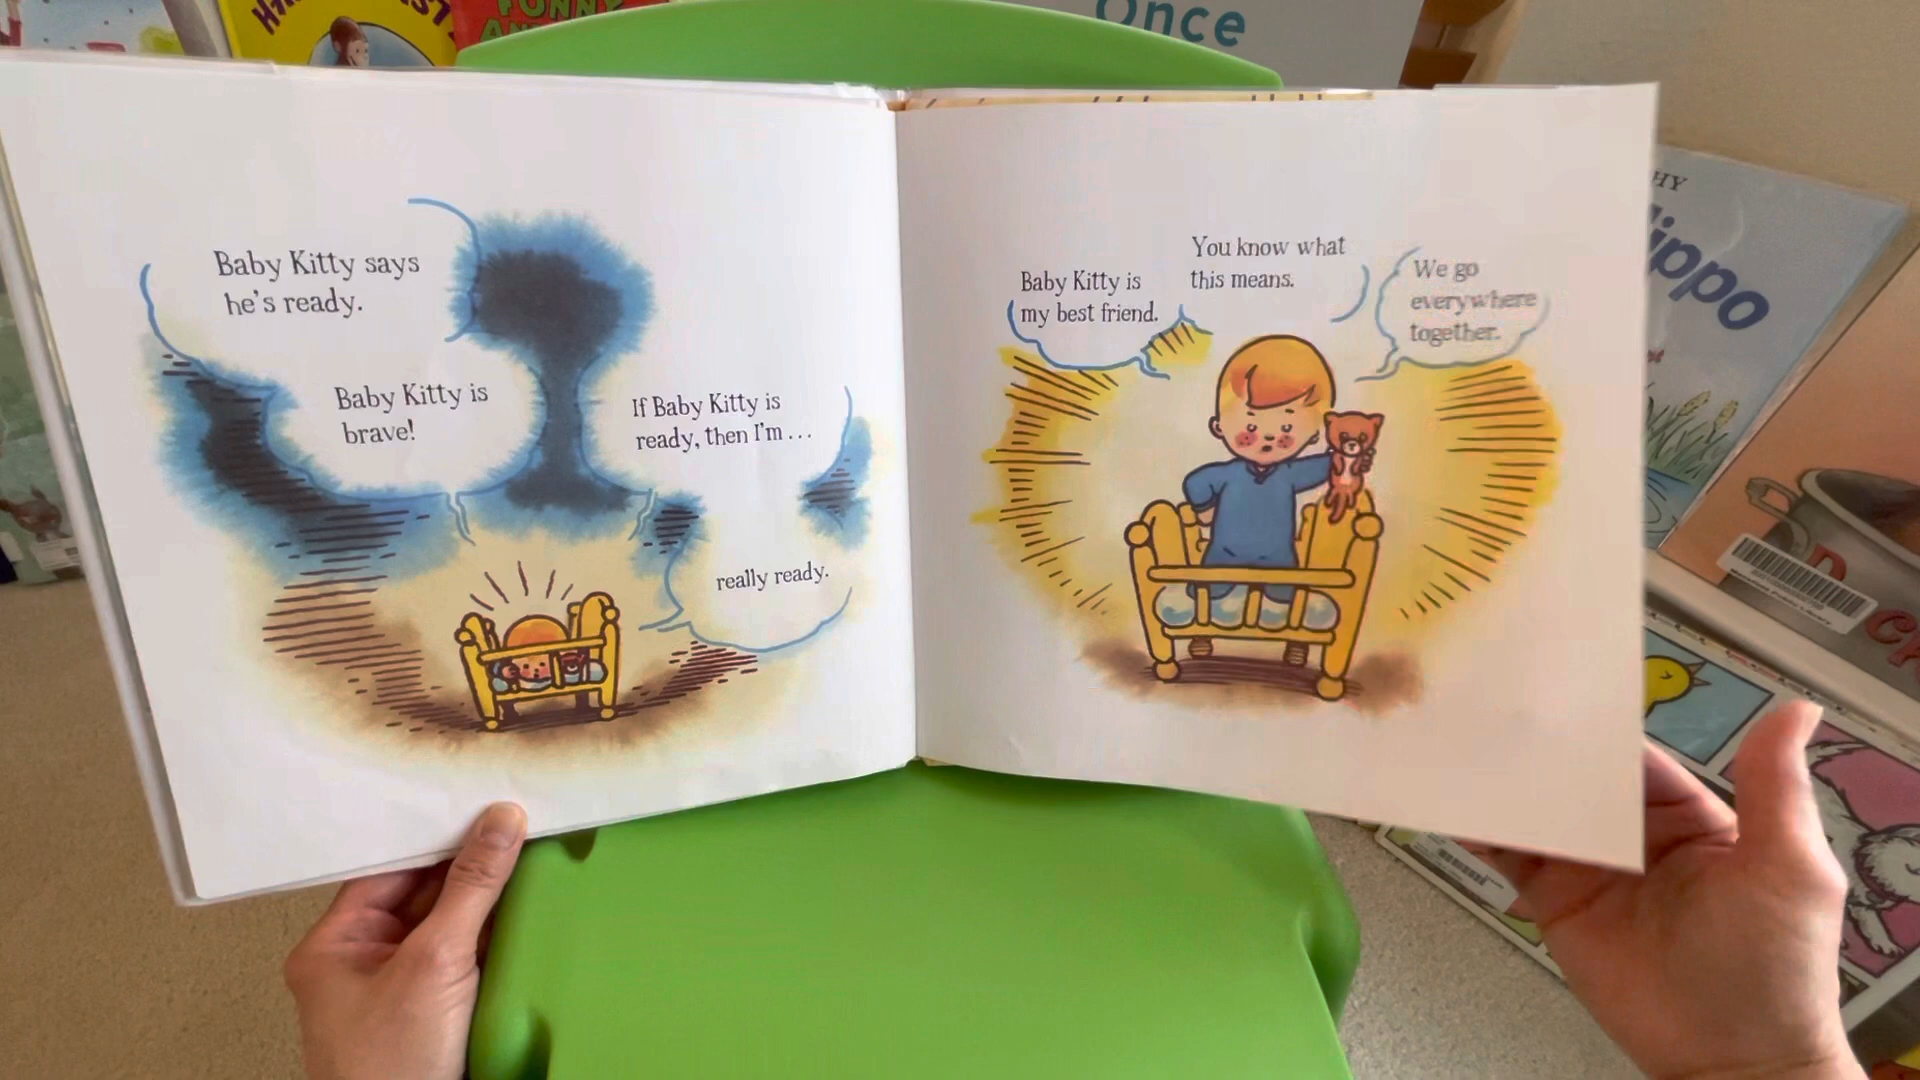 FUNNY
Once
Baby Kitty says
he's ready.
Baby Kitty is
brave!
If Baby Kitty is
ready, then I'm ...
really ready.
Baby Kitty is
my best friend.
You know what
this means.
We go
everywhere
together.